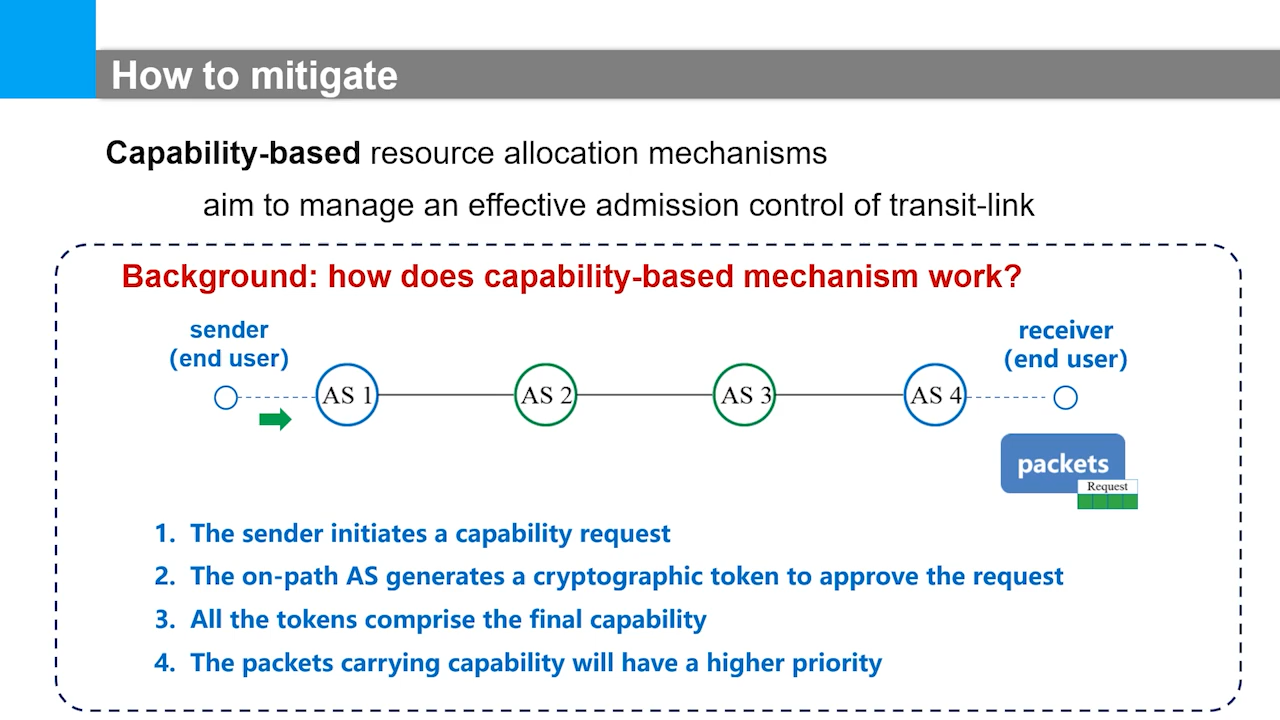 How to mitigate
Capability-based resource allocation mechanisms
aim to manage an effective admission control of transit-link
Background: how does capability-based mechanism work?
sender
(end user)
receiver
(end user)
AS 1
AS 2
AS 3
AS 4
packets
Request
1. The sender initiates a capability request
2. The on-path AS generates a cryptographic token to approve the request
3. All the tokens comprise the final capability
4. The packets carrying capability will have a higher priority